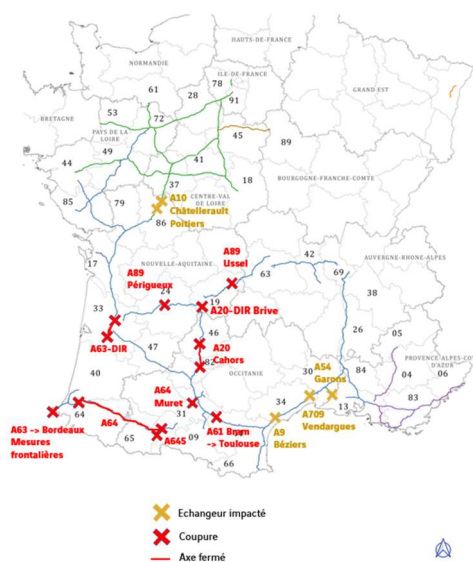 HAUTS-DE-FRANCE
NORMANDIE
ILE-DE-FRANCE
GRAND EST
61
28
78
91
BRETAGNE
53
72
PAYS DE LA
LOIRE
45
89
49
41
44
18
BOURGOGNE-FRANCHE-COMTE
37
CENTRE-VAL
DE LOIRE
85
79
86
A10
Châtellerault
Poitiers
17
NOUVELLE-AQUITAINE
A89
Ussel
63
42
69
AUVERGNE-RHONE-ALPES
A89
Périgueux
24
19
38
33
A20-DIR Brive
A63-DIR
46
A20
Cahors
26
05
47
82
A54
Garons
OCCITANIE
30
84
04
06
PROVENCE-ALPES-COTE
D'AZUR
40
A64
Muret
34
13
83
64
31
A709
Vendargues
A63 -> Bordeaux
Mesures
frontalières
A64
65
A645
09
A61 Bram
-> Toulouse
A9
Béziers
66
Echangeur impacté
Coupure
Axe fermé